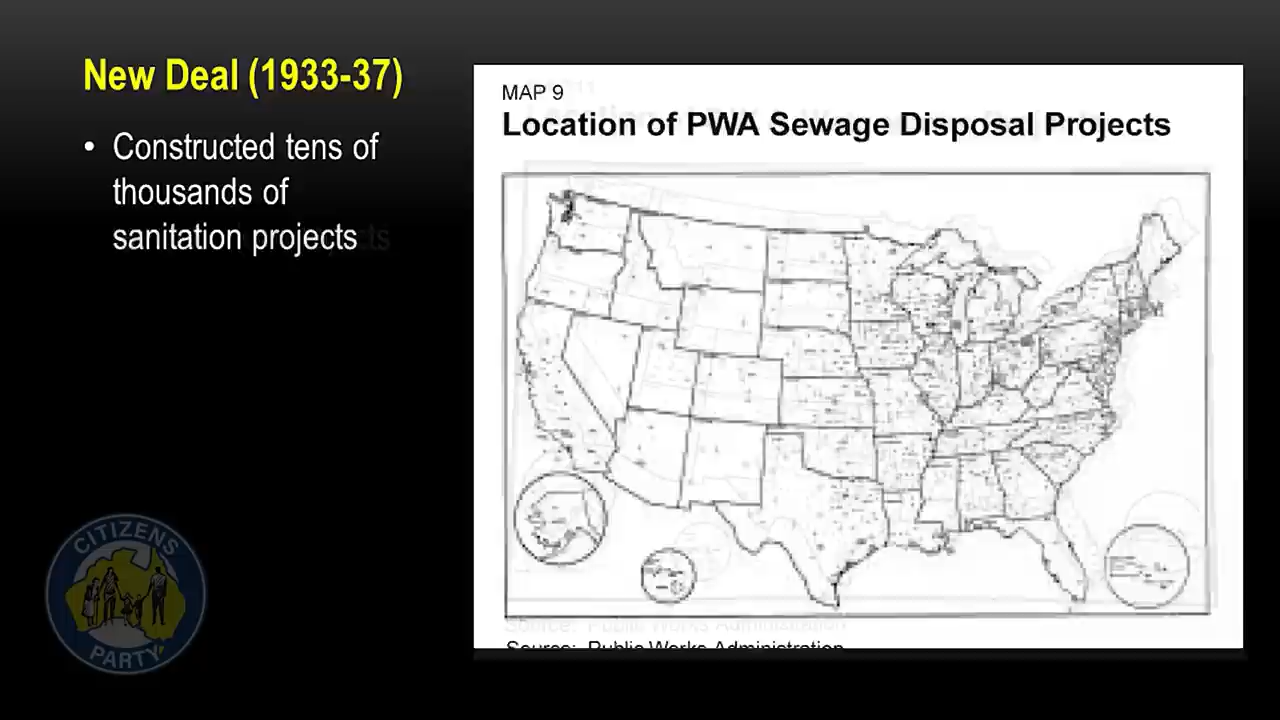 New Deal (1933-37)
• Constructed tens of
thousands of
sanitation projects
MAP 9
Location of PWA Sewage Disposal Projects
Source: Public Works Administration
CITIZENS
PARTY